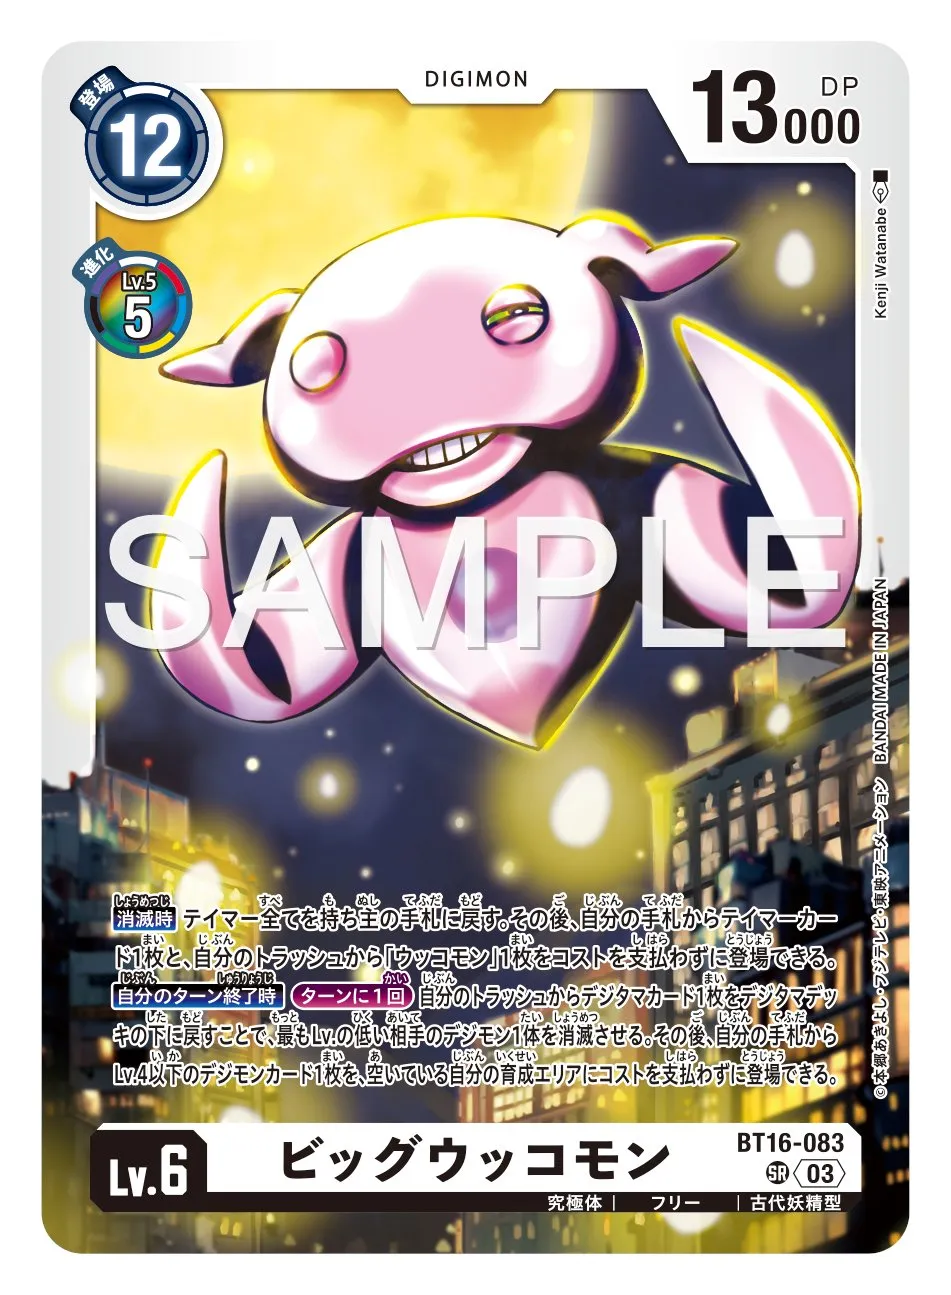 DIGIMON
登場
12
DP
13000
進化
Lv.5
5
Kenji Watanabe
SAMPLE
BANDAI MADE IN JAPAN
©本郷あきよし・フジテレビ・東映アニメーション
消滅時 テイマー全てを持ち主の手札に戻す。その後、自分の手札からテイマーカー
ド1枚と、自分のトラッシュから「ウッコモン」1枚をコストを支払わずに登場できる。
自分のターン終了時 ターンに1回 自分のトラッシュからデジタマカード1枚をデジタマデッ
キの下に戻すことで、最もLv.の低い相手のデジモン1体を消滅させる。その後、自分の手札から
Lv.4以下のデジモンカード1枚を、空いている自分の育成エリアにコストを支払わずに登場できる。
Lv.6
ビッグウッコモン
BT16-083
SR 03
究極体 | フリー | 古代妖精型